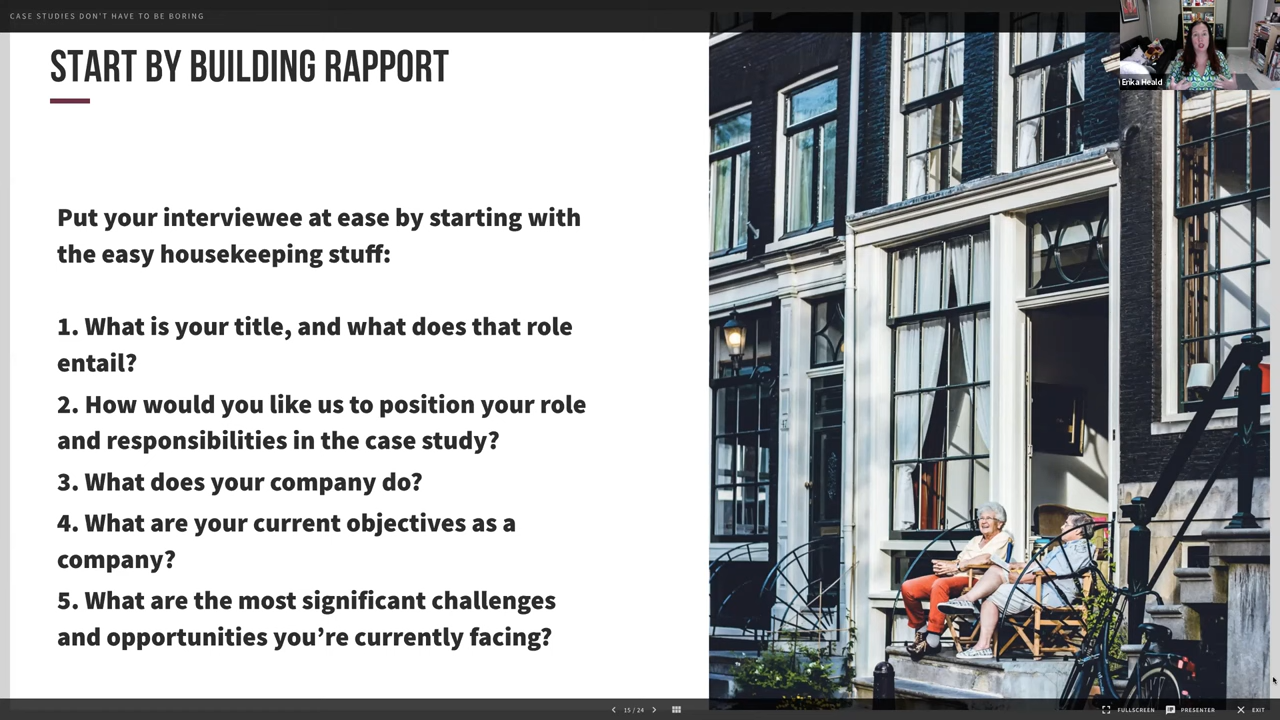 CASE STUDIES DON'T HAVE TO BE BORING
START BY BUILDING RAPPORT
Erika Heald
Put your interviewee at ease by starting with
the easy housekeeping stuff:
1. What is your title, and what does that role
entail?
2. How would you like us to position your role
and responsibilities in the case study?
3. What does your company do?
4. What are your current objectives as a
company?
5. What are the most significant challenges
and opportunities you’re currently facing?
15 / 24
FULLSCREEN
PRESENTER
EXIT